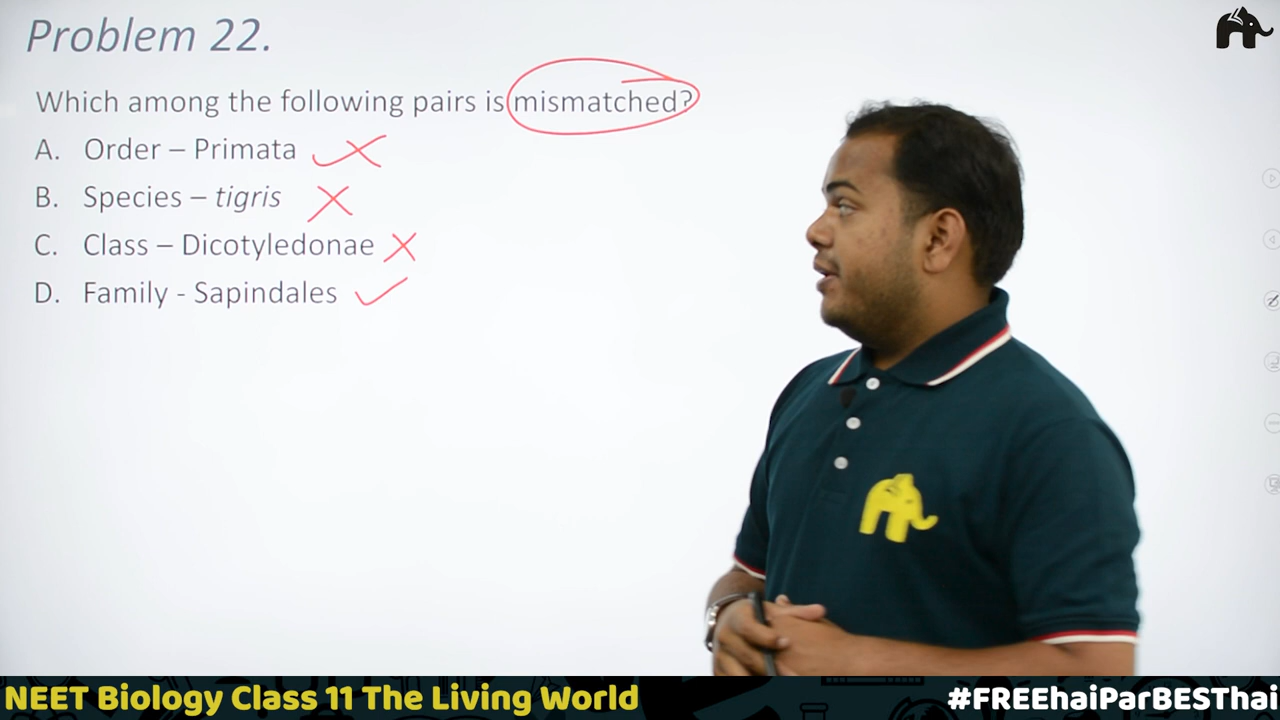 Problem 22.
Which among the following pairs is mismatched?
A. Order – Primata
B. Species – tigris
C. Class – Dicotyledonae
D. Family - Sapindales
NEET Biology Class 11 The Living World
#FREEhaiParBESThai